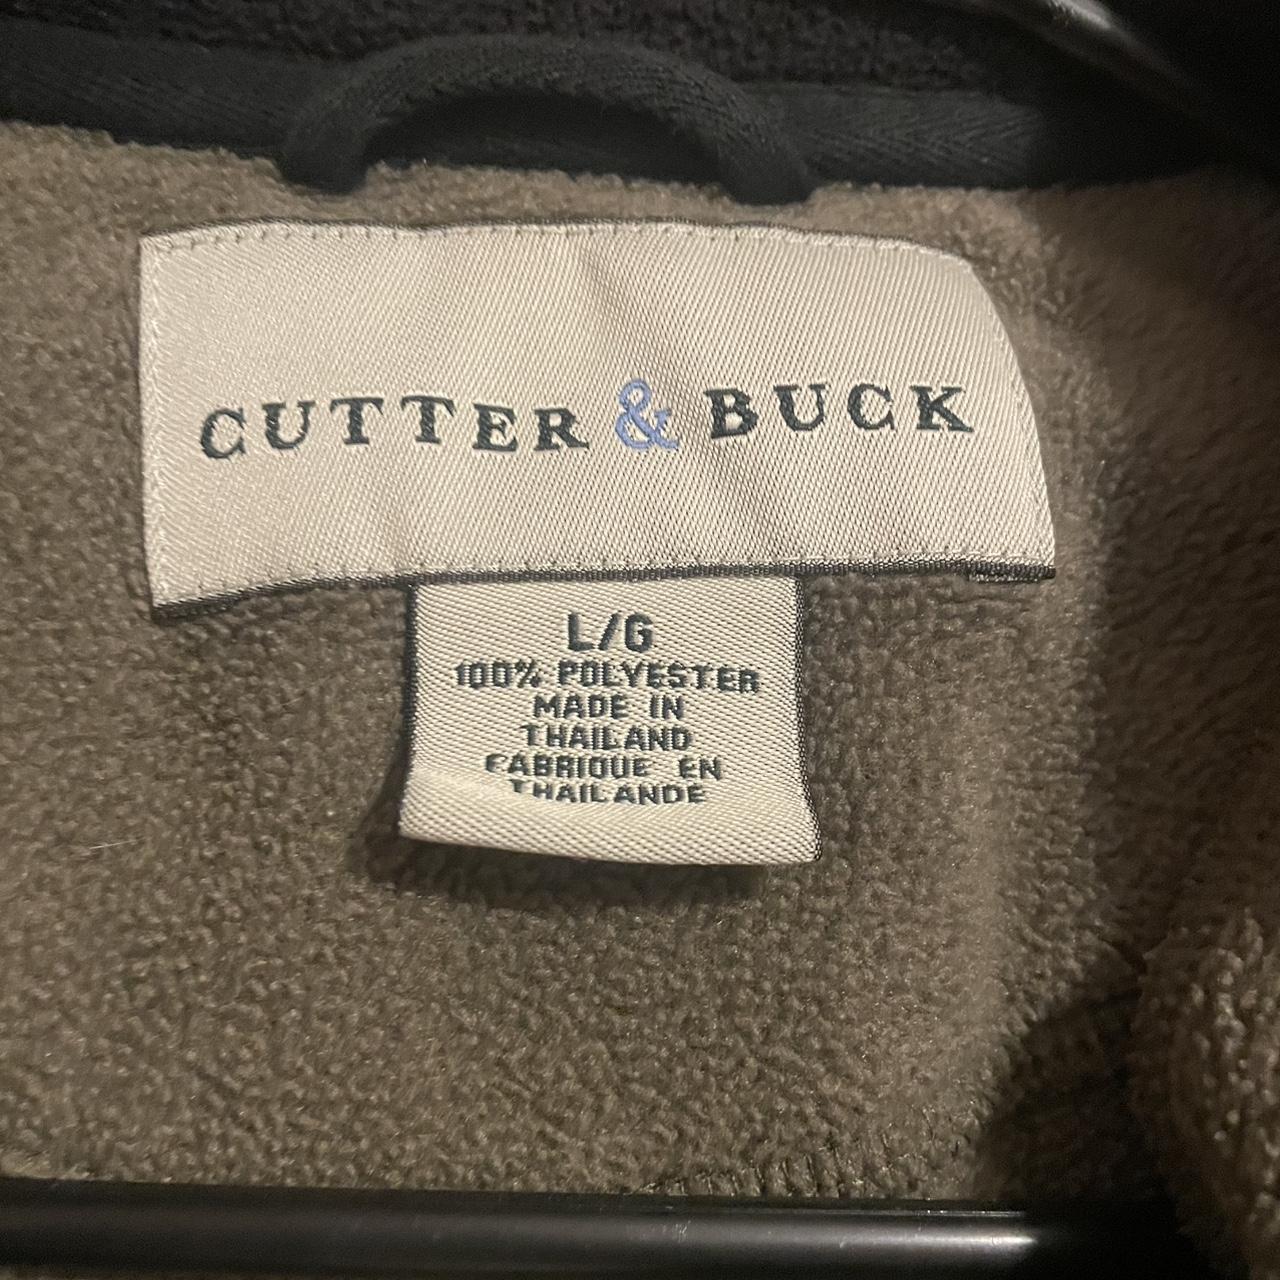 CUTTER & BUCK
L/G
100% POLYESTER
MADE IN
THAILAND
FABRIQUE EN
THAILANDE